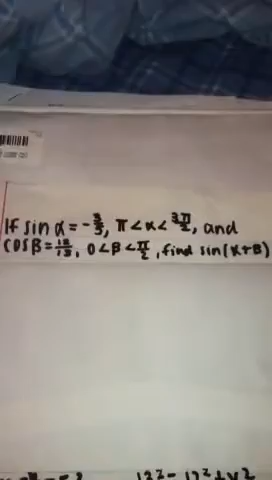 If sin α = -3/5, π < α < 3π/2, and
cos β = 12/13, 0 < β < π/2, find sin(α+β)